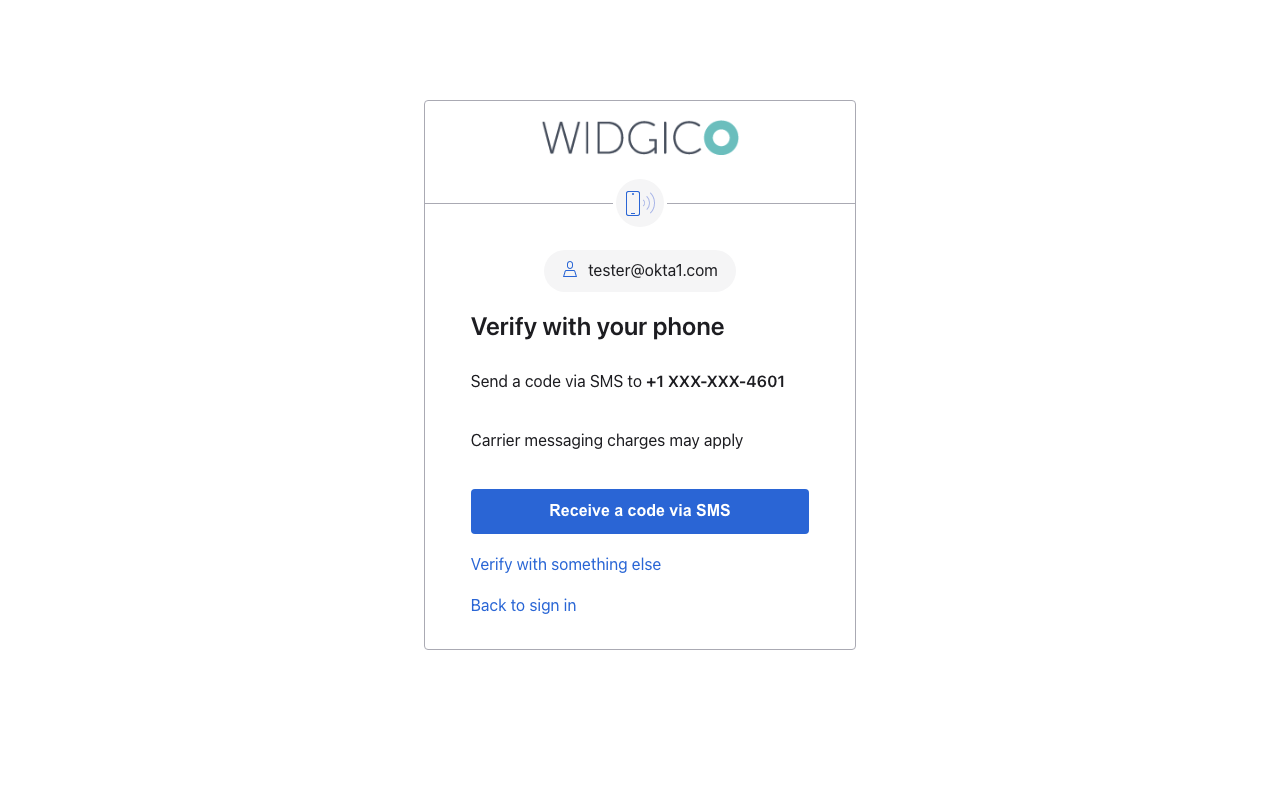 WIDGICO
tester@okta1.com
Verify with your phone
Send a code via SMS to +1 XXX-XXX-4601
Carrier messaging charges may apply
Receive a code via SMS
Verify with something else
Back to sign in